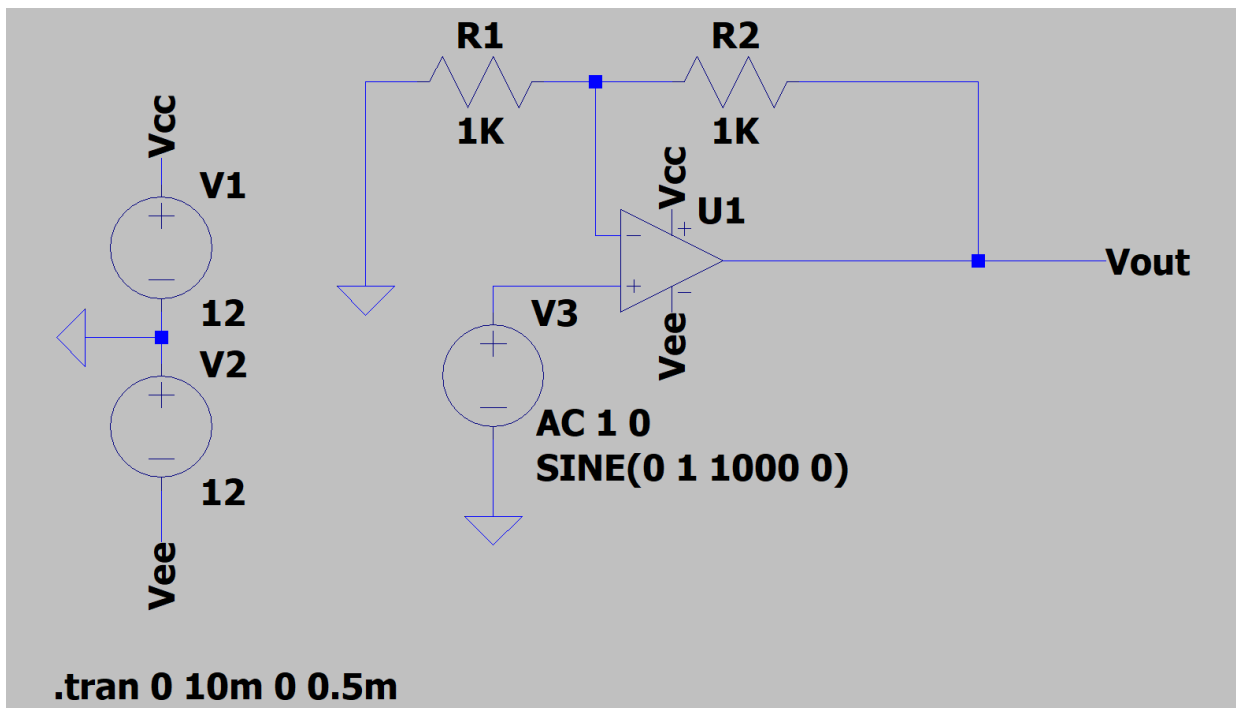 R1
R2
1K
1K
Vcc
V1
12
V2
12
Vee
Vcc
U1
Vee
Vout
V3
AC 1 0
SINE(0 1 1000 0)
.tran 0 10m 0 0.5m